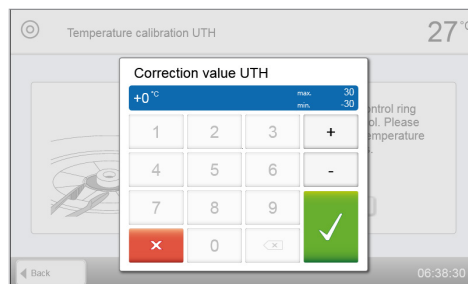 Temperature calibration UTH
27 °C
Correction value UTH
+0 °C
max. 30
min. -30
ontrol ring
ol. Please
emperature
1 2 3 +
4 5 6 -
7 8 9
0
Back
06:38:30